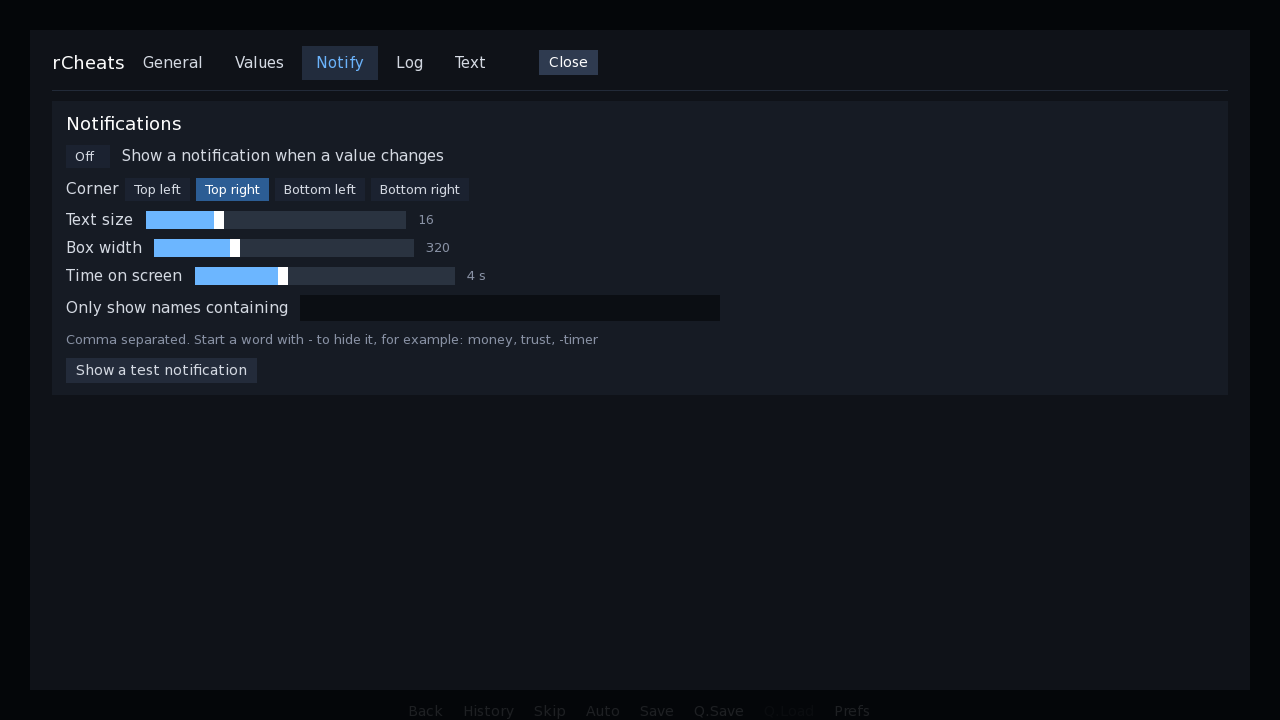 rCheats General Values Notify Log Text Close
Notifications
Off Show a notification when a value changes
Corner Top left Top right Bottom left Bottom right
Text size 16
Box width 320
Time on screen 4 s
Only show names containing
Comma separated. Start a word with - to hide it, for example: money, trust, -timer
Show a test notification
Back History Skip Auto Save Q.Save Q.Load Prefs